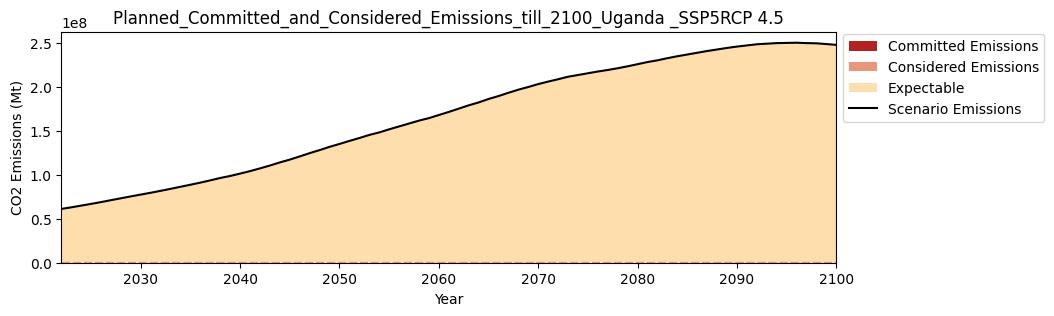 Planned_Committed_and_Considered_Emissions_till_2100_Uganda _SSP5RCP 4.5
1e8
2.5
2.0
1.5
1.0
0.5
0.0
CO2 Emissions (Mt)
2030 2040 2050 2060 2070 2080 2090 2100
Year
Committed Emissions
Considered Emissions
Expectable
Scenario Emissions